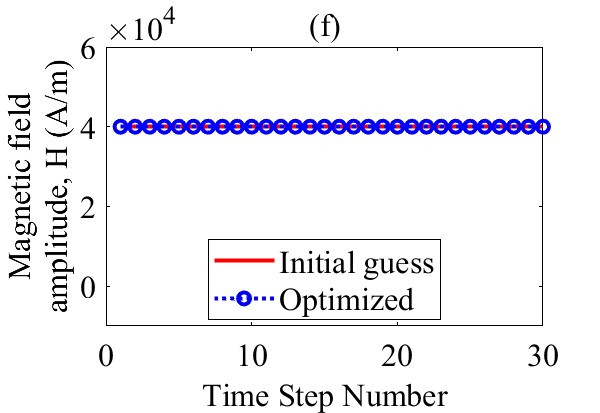 (f)
×10^4
6
4
2
0
Magnetic field
amplitude, H (A/m)
Initial guess
Optimized
0 10 20 30
Time Step Number